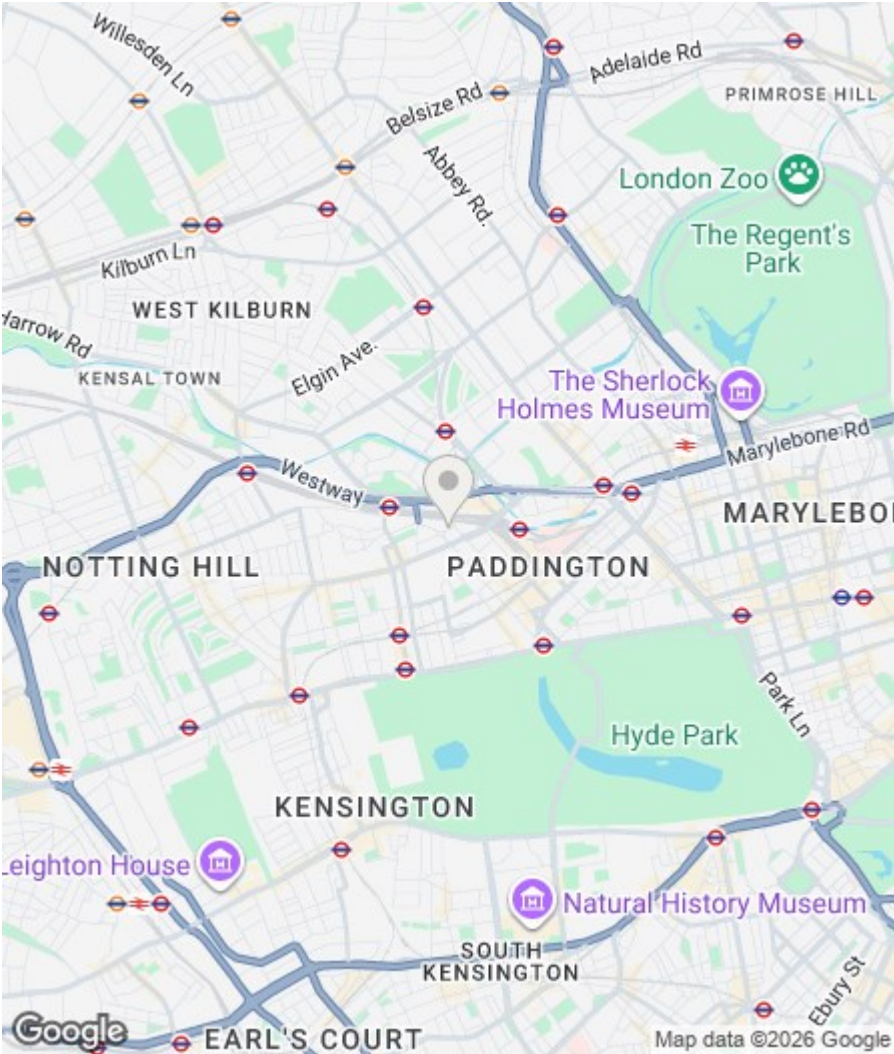 Willesden Ln
Adelaide Rd
PRIMROSE HILL
Belsize Rd
Abbey Rd.
London Zoo
The Regent's
Park
Kilburn Ln
WEST KILBURN
Harrow Rd
Elgin Ave.
KENSAL TOWN
The Sherlock
Holmes Museum
Marylebone Rd
Westway
MARYLEBO
NOTTING HILL
PADDINGTON
Park Ln
Hyde Park
KENSINGTON
Leighton House
Natural History Museum
SOUTH
KENSINGTON
Ebury St
Google
EARL'S COURT
Map data ©2026 Google